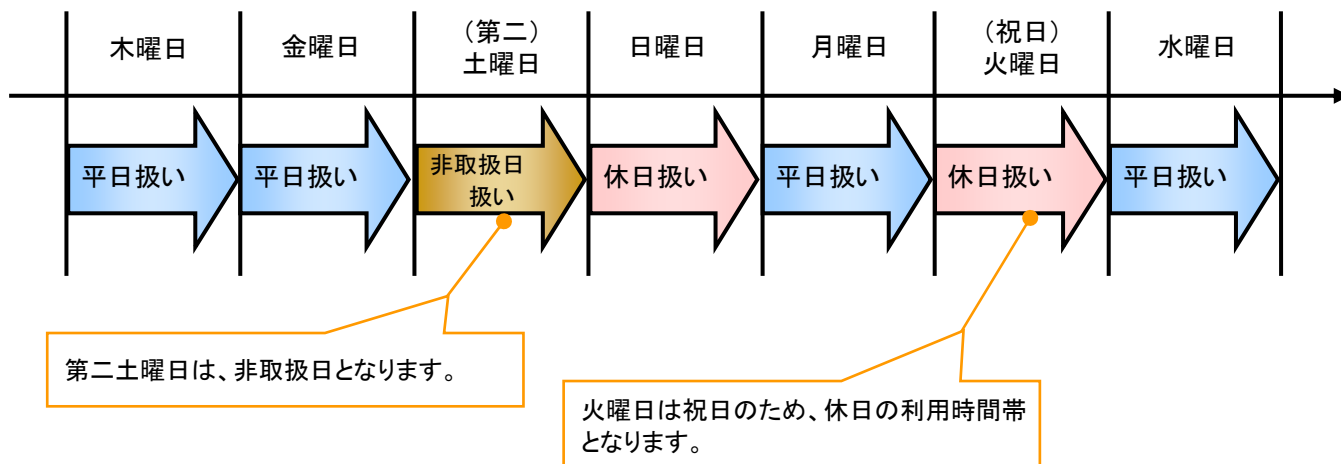 木曜日
金曜日
（第二）
土曜日
日曜日
月曜日
（祝日）
火曜日
水曜日
平日扱い
平日扱い
非取扱日
扱い
休日扱い
平日扱い
休日扱い
平日扱い
第二土曜日は、非取扱日となります。
火曜日は祝日のため、休日の利用時間帯
となります。